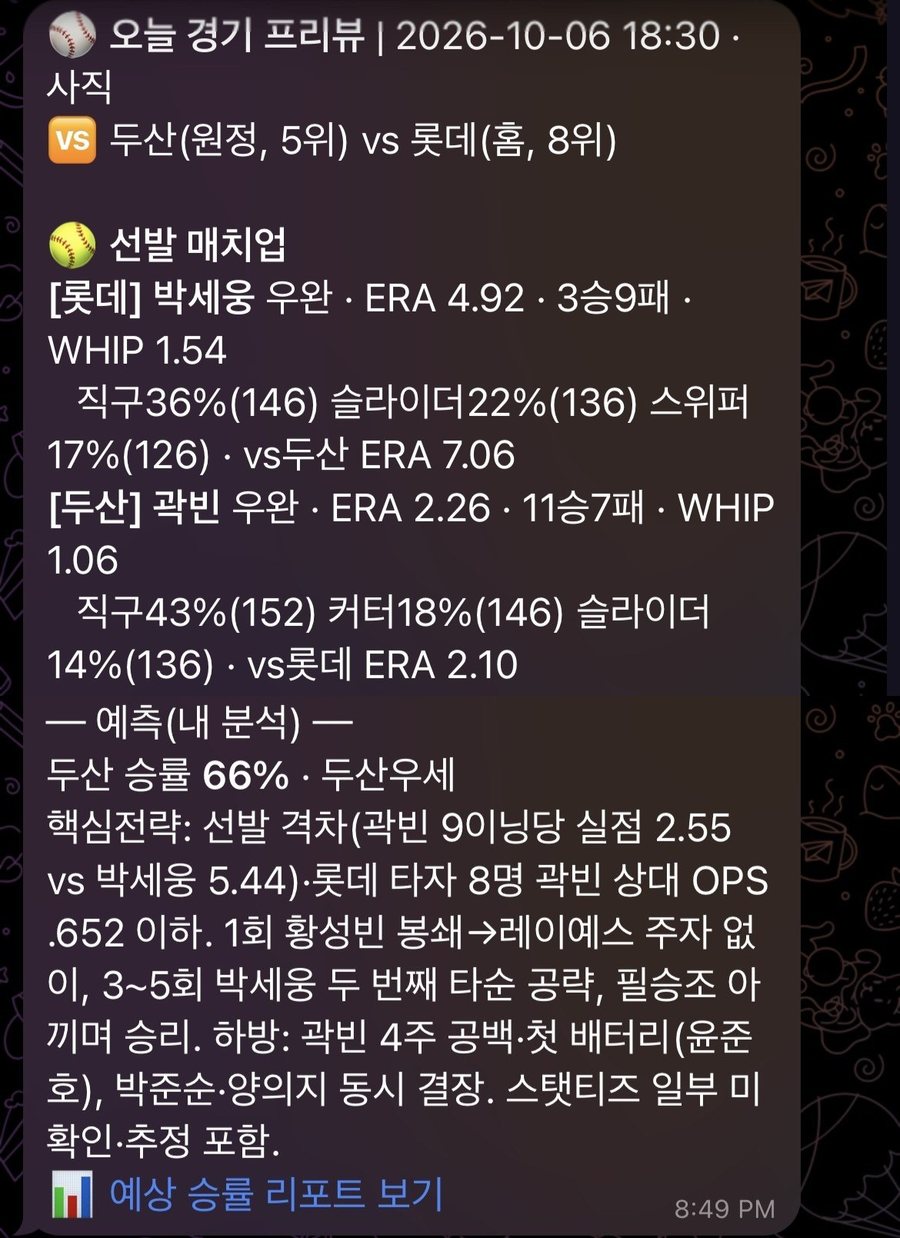 ⚾ 오늘 경기 프리뷰 | 2026-10-06 18:30 ·
사직
🆚 두산(원정, 5위) vs 롯데(홈, 8위)
🥎 선발 매치업
[롯데] 박세웅 우완 · ERA 4.92 · 3승9패 ·
WHIP 1.54
직구36%(146) 슬라이더22%(136) 스위퍼
17%(126) · vs두산 ERA 7.06
[두산] 곽빈 우완 · ERA 2.26 · 11승7패 · WHIP
1.06
직구43%(152) 커터18%(146) 슬라이더
14%(136) · vs롯데 ERA 2.10
— 예측(내 분석) —
두산 승률 66% · 두산우세
핵심전략: 선발 격차(곽빈 9이닝당 실점 2.55
vs 박세웅 5.44)·롯데 타자 8명 곽빈 상대 OPS
.652 이하. 1회 황성빈 봉쇄→레이예스 주자 없
이, 3~5회 박세웅 두 번째 타순 공략, 필승조 아
끼며 승리. 하방: 곽빈 4주 공백·첫 배터리(윤준
호), 박준순·양의지 동시 결장. 스탯티즈 일부 미
확인·추정 포함.
📊 예상 승률 리포트 보기
8:49 PM